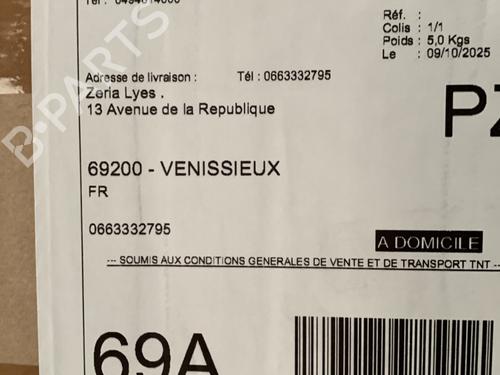 Réf. :
Colis : 1/1
Poids : 5,0 Kgs
Le : 09/10/2025
Adresse de livraison : Tél : 0663332795
Zeria Lyes .
13 Avenue de la Republique
PZ
69200 - VENISSIEUX
FR
0663332795
A DOMICILE
--- SOUMIS AUX CONDITIONS GENERALES DE VENTE ET DE TRANSPORT TNT ---
69A
B-PARTS